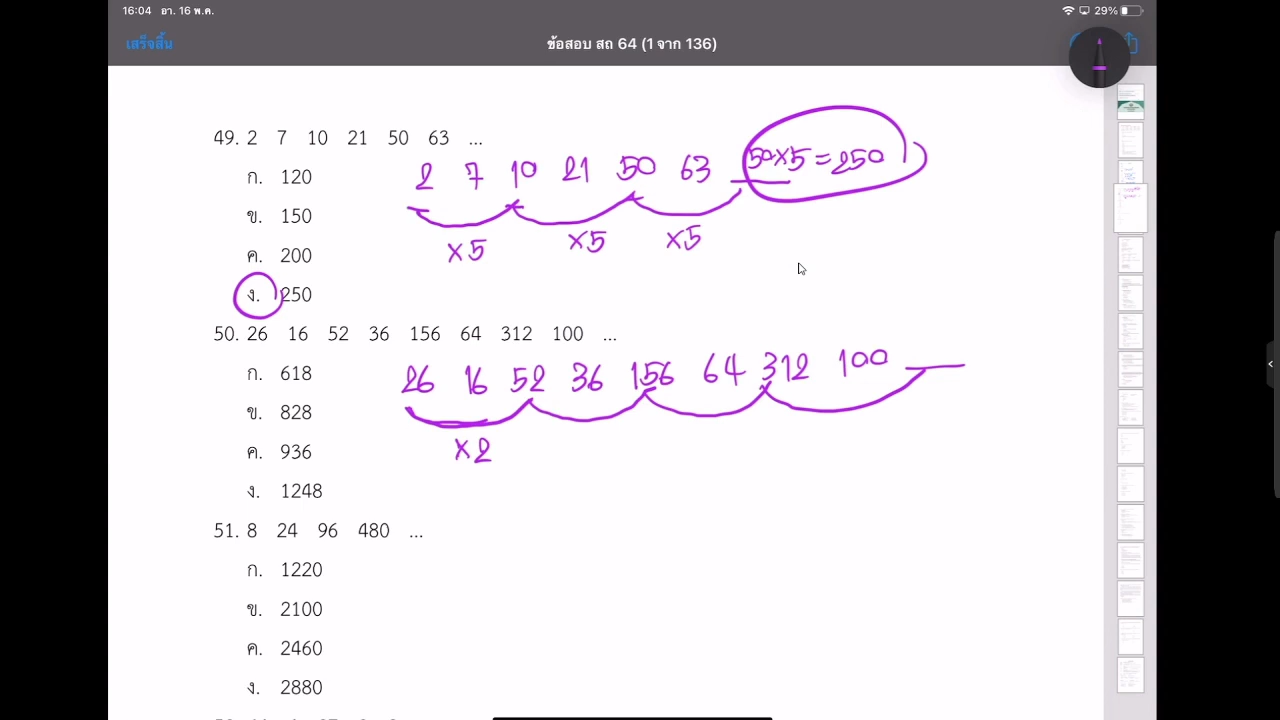 16:04 อา. 16 พ.ค.
29%
เสร็จสิ้น
ข้อสอบ สถ 64 (1 จาก 136)
49. 2 7 10 21 50 63 ...
2 7 10 21 50 63 50×5=250
ก. 120
ข. 150
×5 ×5 ×5
ค. 200
ง. 250
50. 26 16 52 36 156 64 312 100 ...
26 16 52 36 156 64 312 100
ก. 618
ข. 828
×2
ค. 936
ง. 1248
51. 8 24 96 480 ...
ก. 1220
ข. 2100
ค. 2460
ง. 2880